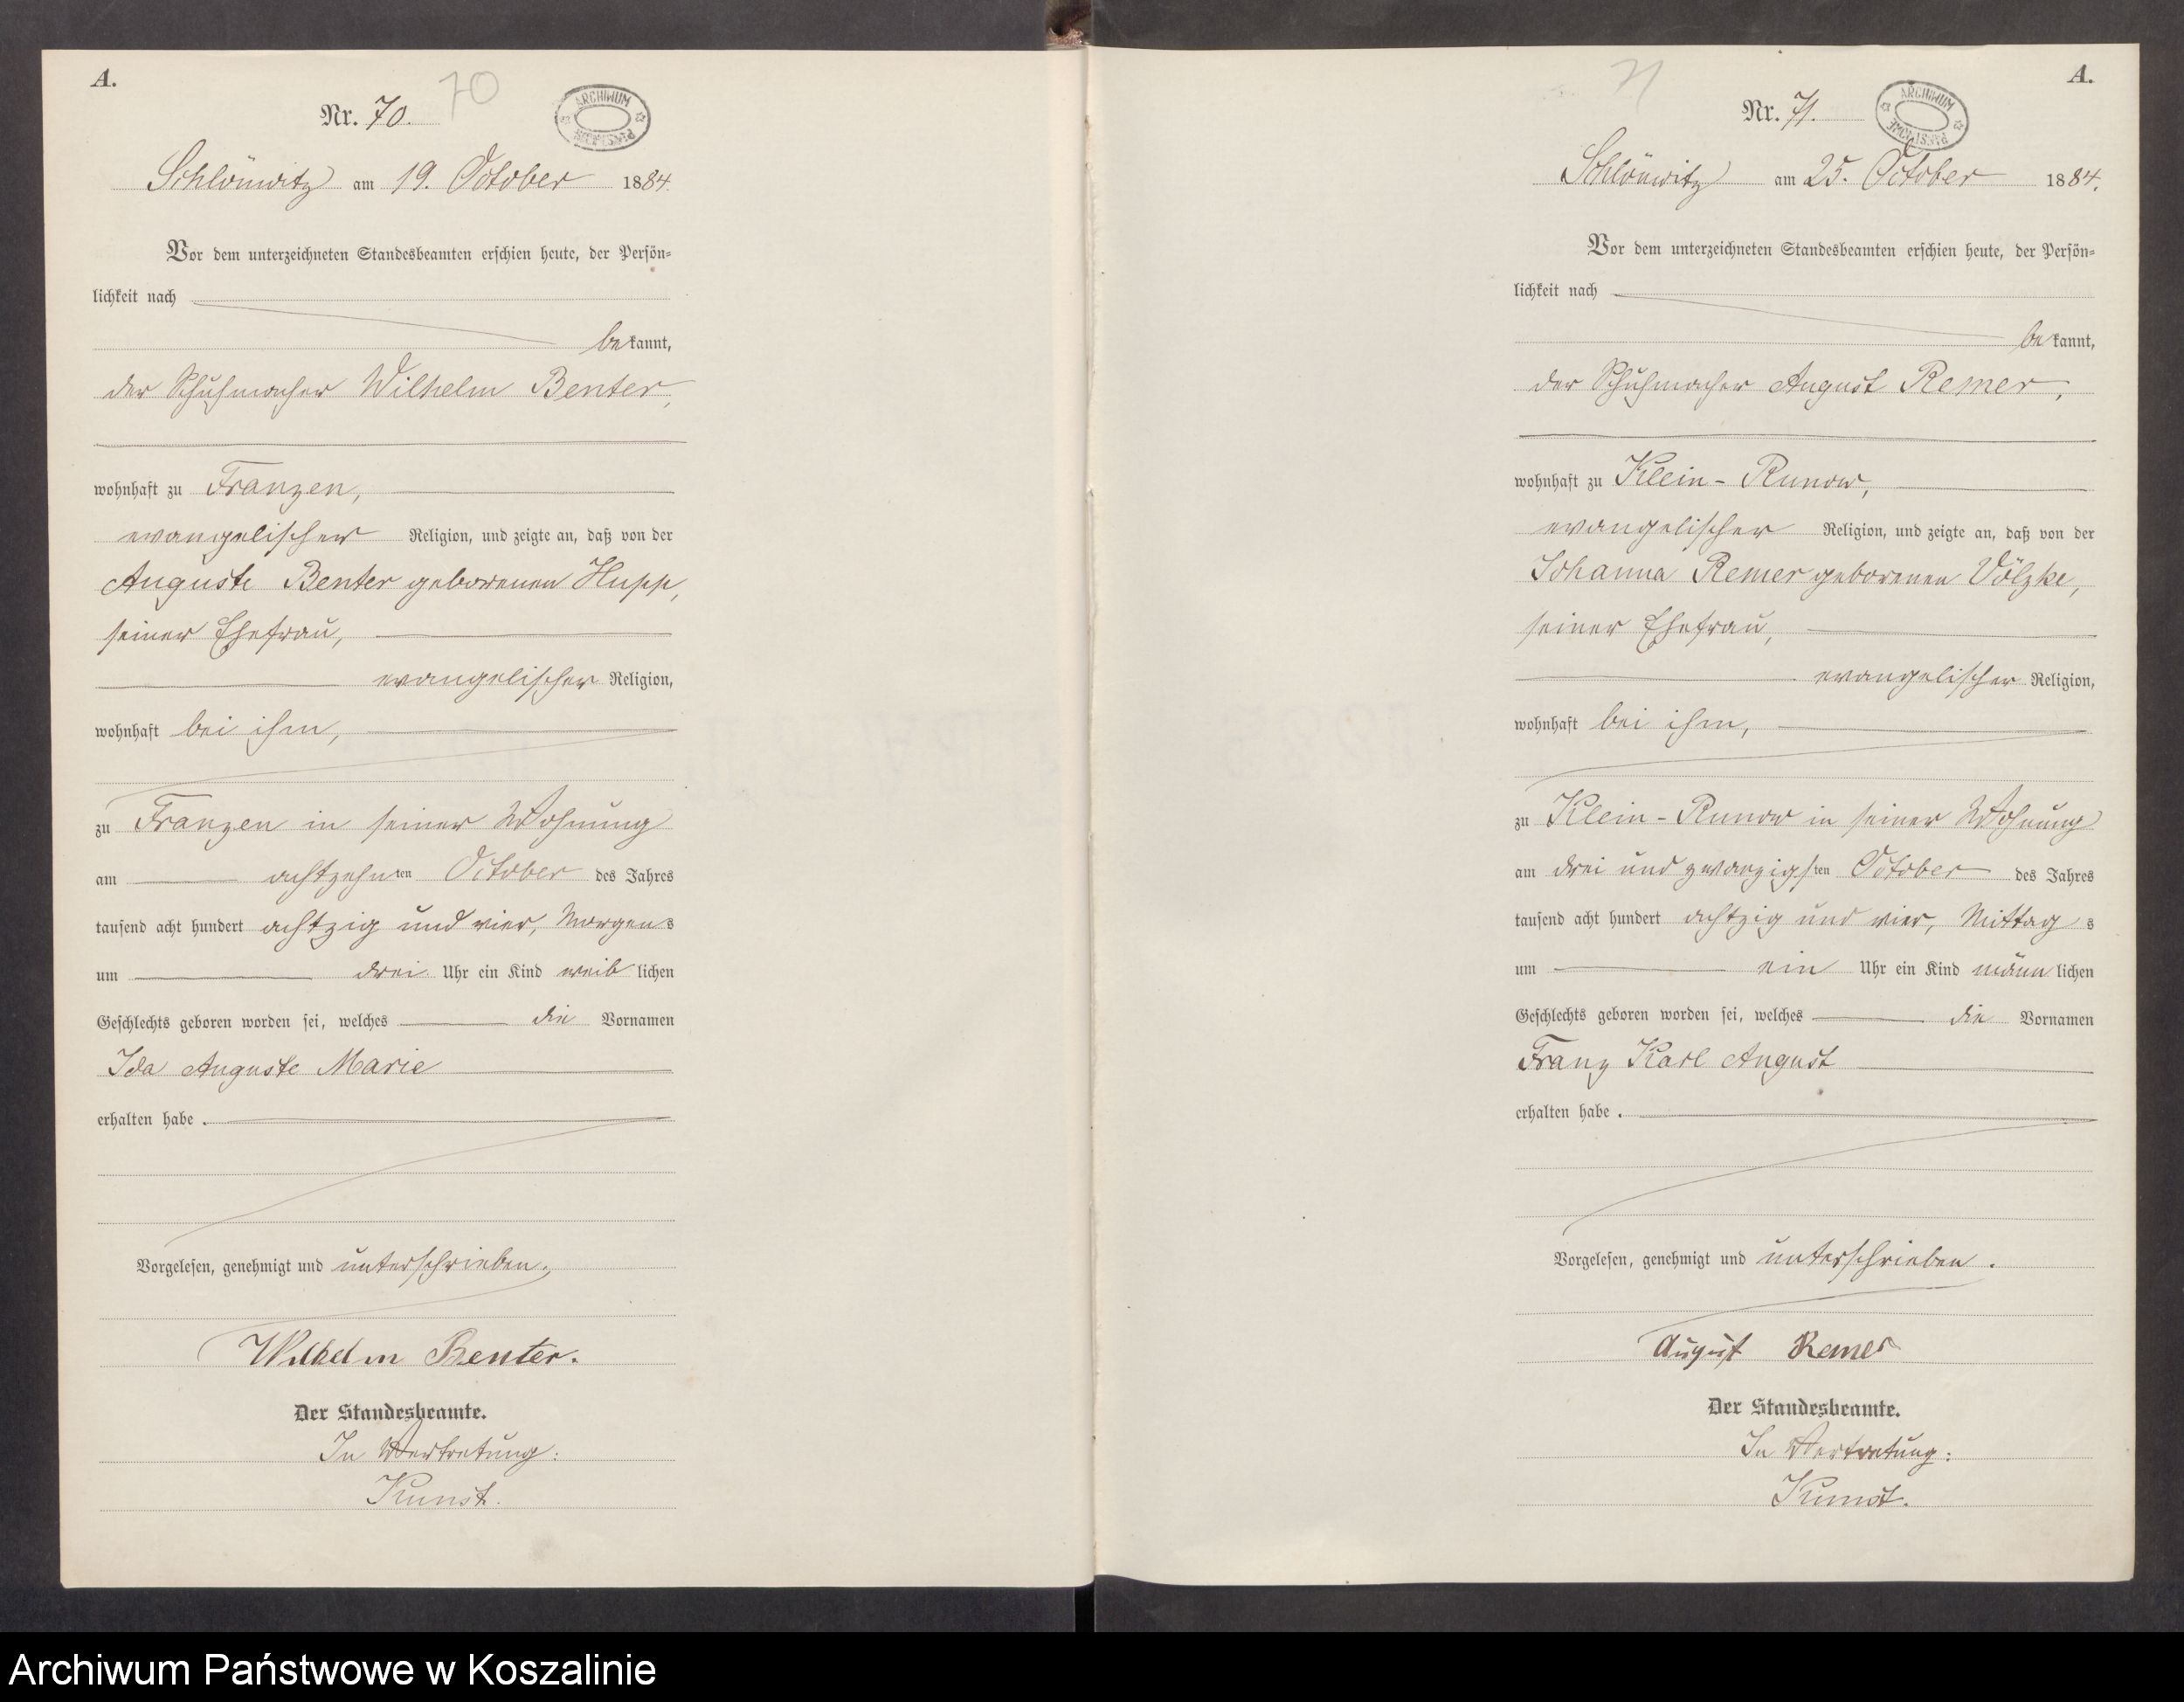 A.
Nr. 70.
70
ARCHIWUM PAŃSTWOWE
Schlönwitz am 19. October 1884.
Vor dem unterzeichneten Standesbeamten erschien heute, der Persön-
lichkeit nach
bekannt,
der Schuhmacher Wilhelm Benter,
wohnhaft zu Franzen,
evangelischer Religion, und zeigte an, daß von der
Auguste Benter geborenen Hupp,
seiner Ehefrau,
evangelischer Religion,
wohnhaft bei ihm,
zu Franzen in seiner Wohnung
am achtzehnten October des Jahres
tausend acht hundert achtzig und vier, Morgens
um drei Uhr ein Kind weiblichen
Geschlechts geboren worden sei, welches die Vornamen
Ida Auguste Marie
erhalten habe.
Vorgelesen, genehmigt und unterschrieben.
Wilhelm Benter.
Der Standesbeamte.
In Vertretung:
Kunst.
A.
71
Nr. 71.
ARCHIWUM PAŃSTWOWE
Schlönwitz am 25. October 1884.
Vor dem unterzeichneten Standesbeamten erschien heute, der Persön-
lichkeit nach
bekannt,
der Schuhmacher August Remer,
wohnhaft zu Klein-Runow,
evangelischer Religion, und zeigte an, daß von der
Johanna Remer geborenen Völzke,
seiner Ehefrau,
evangelischer Religion,
wohnhaft bei ihm,
zu Klein-Runow in seiner Wohnung
am drei und zwanzigsten October des Jahres
tausend acht hundert achtzig und vier, Mittags
um ein Uhr ein Kind männlichen
Geschlechts geboren worden sei, welches die Vornamen
Franz Karl August
erhalten habe.
Vorgelesen, genehmigt und unterschrieben.
August Remer
Der Standesbeamte.
In Vertretung:
Kunst.
Archiwum Państwowe w Koszalinie